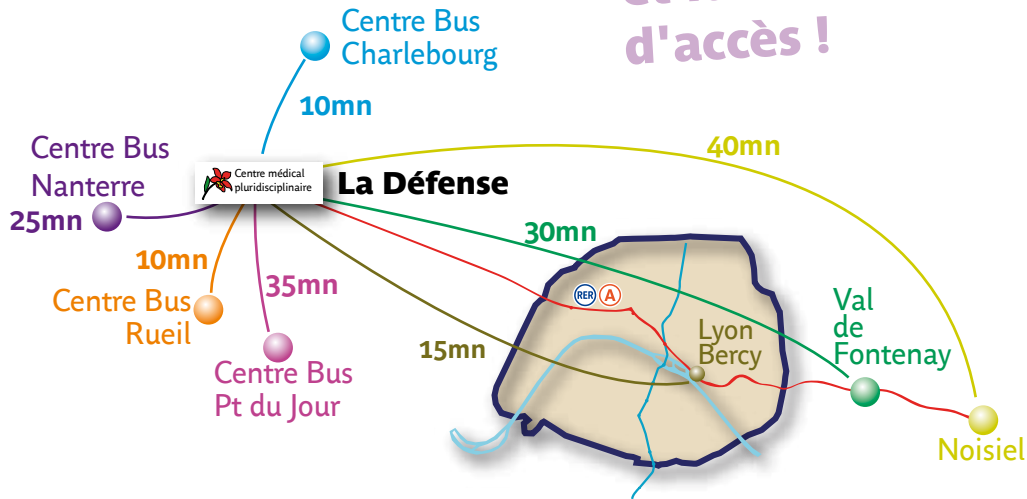 d'accès !
Centre Bus
Charlebourg
10mn
40mn
Centre Bus
Nanterre
25mn
Centre médical
pluridisciplinaire
La Défense
30mn
10mn
35mn
Centre Bus
Rueil
RER A
Val
de
Fontenay
Lyon
Bercy
15mn
Centre Bus
Pt du Jour
Noisiel